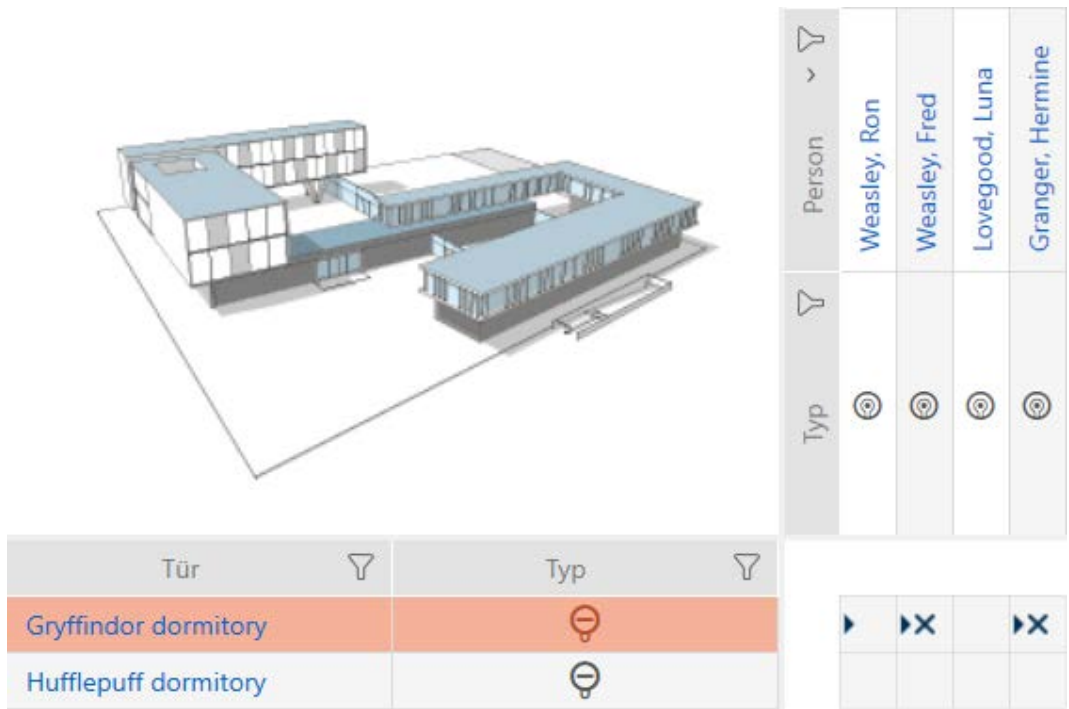 Person
Weasley, Ron
Weasley, Fred
Lovegood, Luna
Granger, Hermine
Typ
Tür
Typ
Gryffindor dormitory
Hufflepuff dormitory